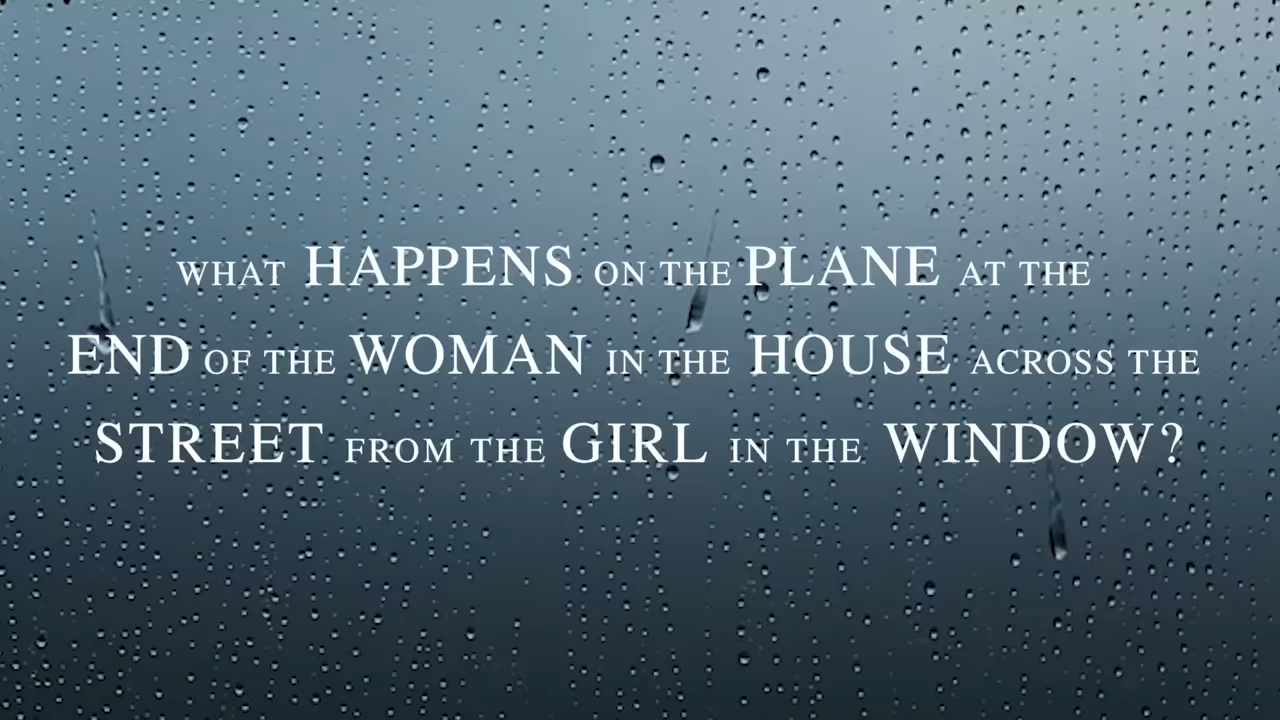 WHAT HAPPENS ON THE PLANE AT THE
END OF THE WOMAN IN THE HOUSE ACROSS THE
STREET FROM THE GIRL IN THE WINDOW?